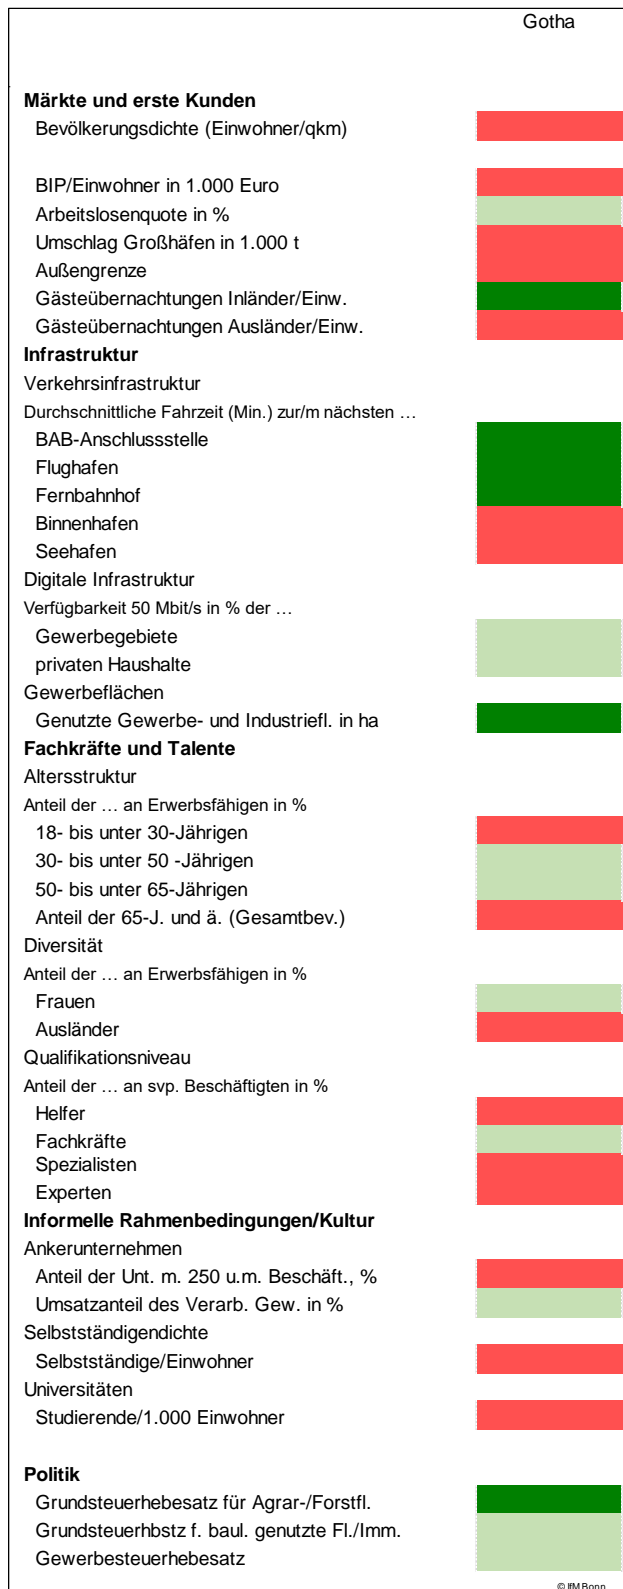 Gotha
Märkte und erste Kunden
Bevölkerungsdichte (Einwohner/qkm)
BIP/Einwohner in 1.000 Euro
Arbeitslosenquote in %
Umschlag Großhäfen in 1.000 t
Außengrenze
Gästeübernachtungen Inländer/Einw.
Gästeübernachtungen Ausländer/Einw.
Infrastruktur
Verkehrsinfrastruktur
Durchschnittliche Fahrzeit (Min.) zur/m nächsten …
BAB-Anschlussstelle
Flughafen
Fernbahnhof
Binnenhafen
Seehafen
Digitale Infrastruktur
Verfügbarkeit 50 Mbit/s in % der …
Gewerbegebiete
privaten Haushalte
Gewerbeflächen
Genutzte Gewerbe- und Industriefl. in ha
Fachkräfte und Talente
Altersstruktur
Anteil der … an Erwerbsfähigen in %
18- bis unter 30-Jährigen
30- bis unter 50 -Jährigen
50- bis unter 65-Jährigen
Anteil der 65-J. und ä. (Gesamtbev.)
Diversität
Anteil der … an Erwerbsfähigen in %
Frauen
Ausländer
Qualifikationsniveau
Anteil der … an svp. Beschäftigten in %
Helfer
Fachkräfte
Spezialisten
Experten
Informelle Rahmenbedingungen/Kultur
Ankerunternehmen
Anteil der Unt. m. 250 u.m. Beschäft., %
Umsatzanteil des Verarb. Gew. in %
Selbstständigendichte
Selbstständige/Einwohner
Universitäten
Studierende/1.000 Einwohner
Politik
Grundsteuerhebesatz für Agrar-/Forstfl.
Grundsteuerhbstz f. baul. genutzte Fl./Imm.
Gewerbesteuerhebesatz
© IfM Bonn